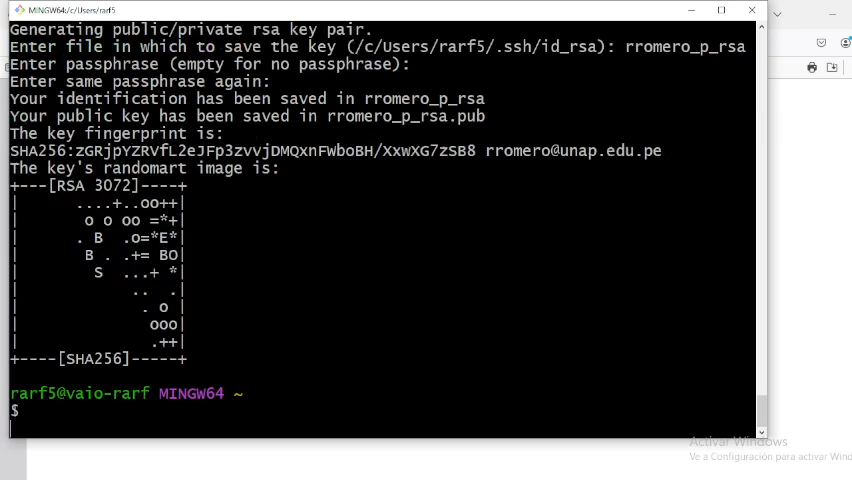 MINGW64:/c/Users/rarf5
Generating public/private rsa key pair.
Enter file in which to save the key (/c/Users/rarf5/.ssh/id_rsa): rromero_p_rsa
Enter passphrase (empty for no passphrase):
Enter same passphrase again:
Your identification has been saved in rromero_p_rsa
Your public key has been saved in rromero_p_rsa.pub
The key fingerprint is:
SHA256:zGRjpYZRVfL2eJFp3zvvjDMQxnFWboBH/XxwXG7zSB8 rromero@unap.edu.pe
The key's randomart image is:
+---[RSA 3072]----+
|       ....+..oo++|
|        o o oo =*+|
|       . B  .o=*E*|
|        B . .+= BO|
|         S  ...+ *|
|             ..  .|
|              . o |
|               ooo|
|               .++|
+----[SHA256]-----+
rarf5@vaio-rarf MINGW64 ~
$
Activar Windows
Ve a Configuración para activar Wind